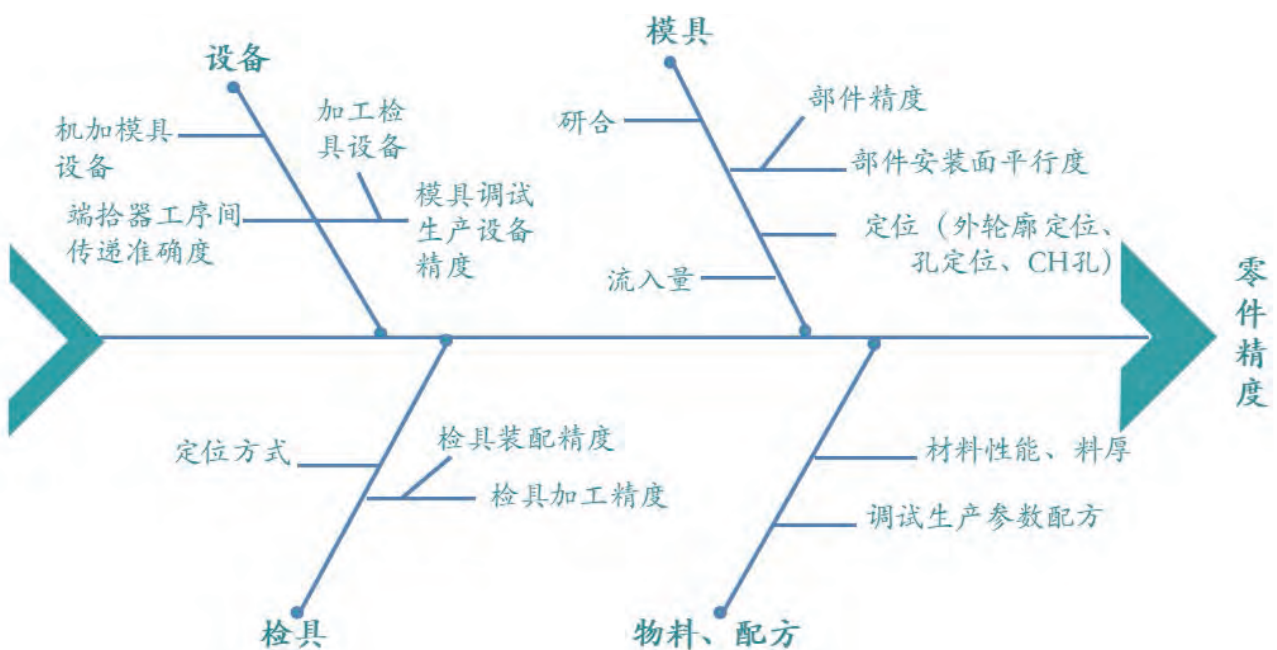 设备
机加模具
设备
加工检
具设备
端拾器工序间
传递准确度
模具调试
生产设备
精度
模具
研合
部件精度
部件安装面平行度
定位（外轮廓定位、
孔定位、CH孔）
流入量
零件精度
定位方式
检具装配精度
检具加工精度
检具
材料性能、料厚
调试生产参数配方
物料、配方